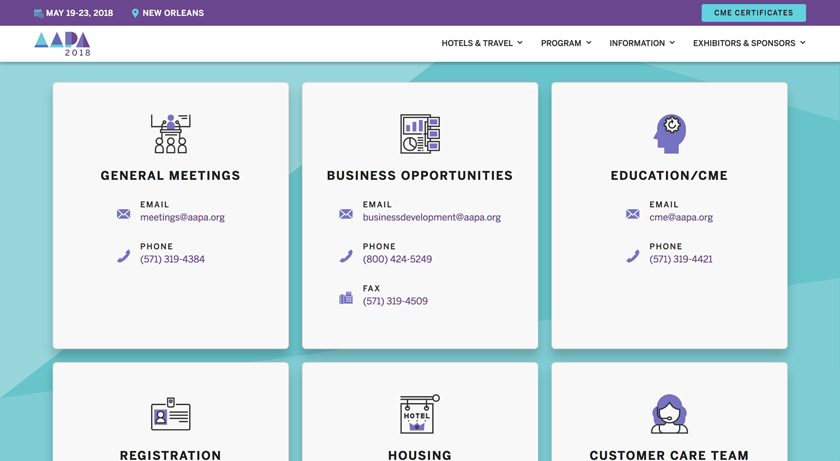 MAY 19-23, 2018
NEW ORLEANS
CME CERTIFICATES
AAPA
2018
HOTELS & TRAVEL
PROGRAM
INFORMATION
EXHIBITORS & SPONSORS
GENERAL MEETINGS
EMAIL
meetings@aapa.org
PHONE
(571) 319-4384
BUSINESS OPPORTUNITIES
EMAIL
businessdevelopment@aapa.org
PHONE
(800) 424-5249
FAX
(571) 319-4509
EDUCATION/CME
EMAIL
cme@aapa.org
PHONE
(571) 319-4421
REGISTRATION
HOTEL
HOUSING
CUSTOMER CARE TEAM